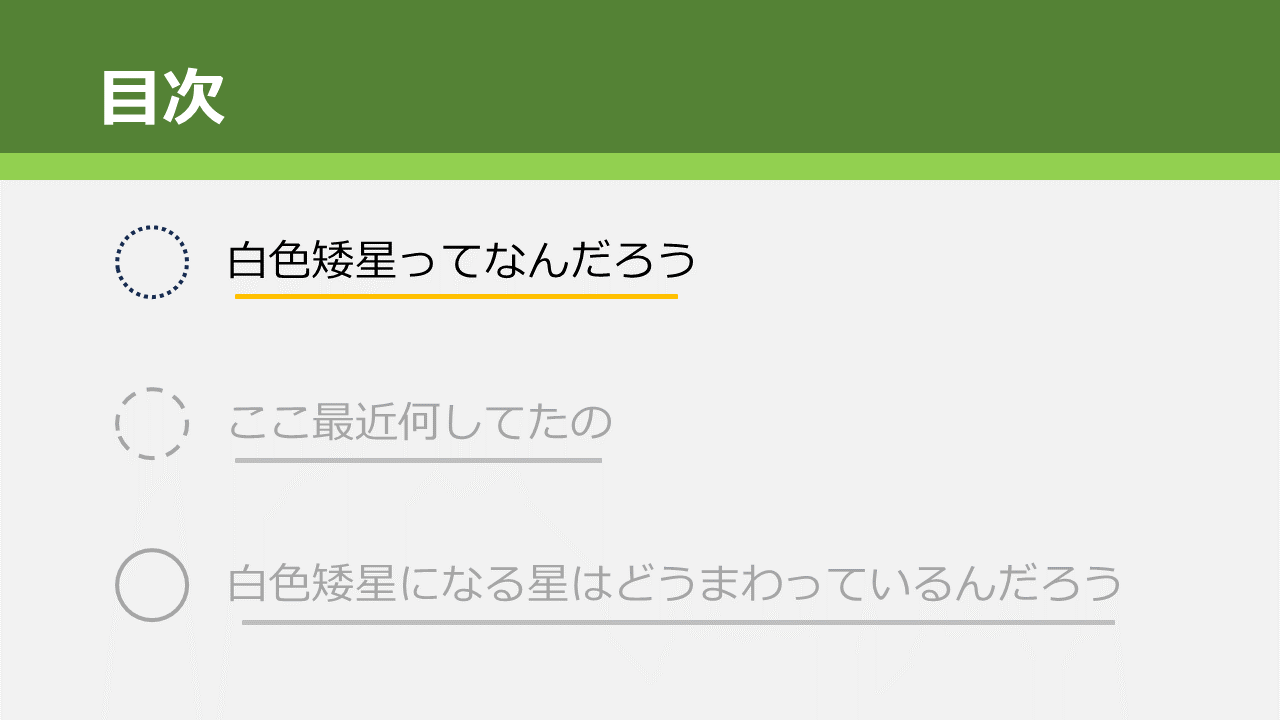 目次
白色矮星ってなんだろう
ここ最近何してたの
白色矮星になる星はどうまわっているんだろう